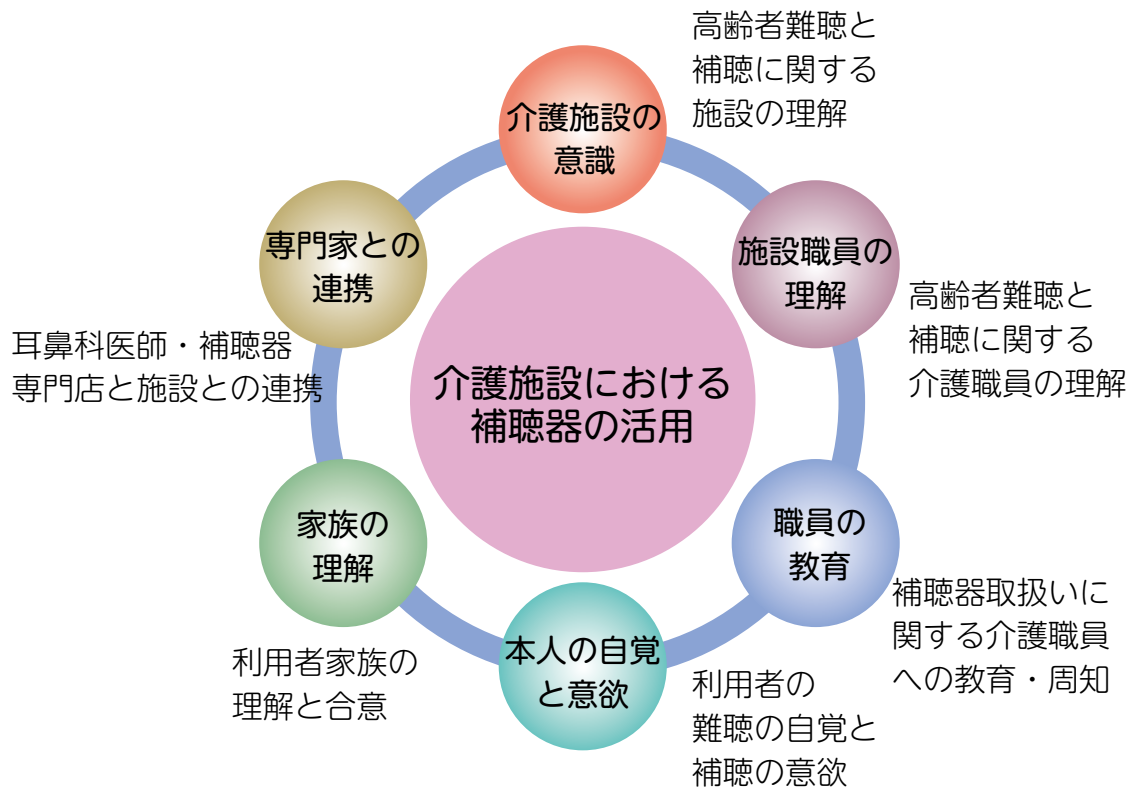 高齢者難聴と
補聴に関する
施設の理解
介護施設の
意識
専門家との
連携
施設職員の
理解
高齢者難聴と
補聴に関する
介護職員の理解
耳鼻科医師・補聴器
専門店と施設との連携
介護施設における
補聴器の活用
家族の
理解
職員の
教育
補聴器取扱いに
関する介護職員
への教育・周知
本人の自覚
と意欲
利用者家族の
理解と合意
利用者の
難聴の自覚と
補聴の意欲